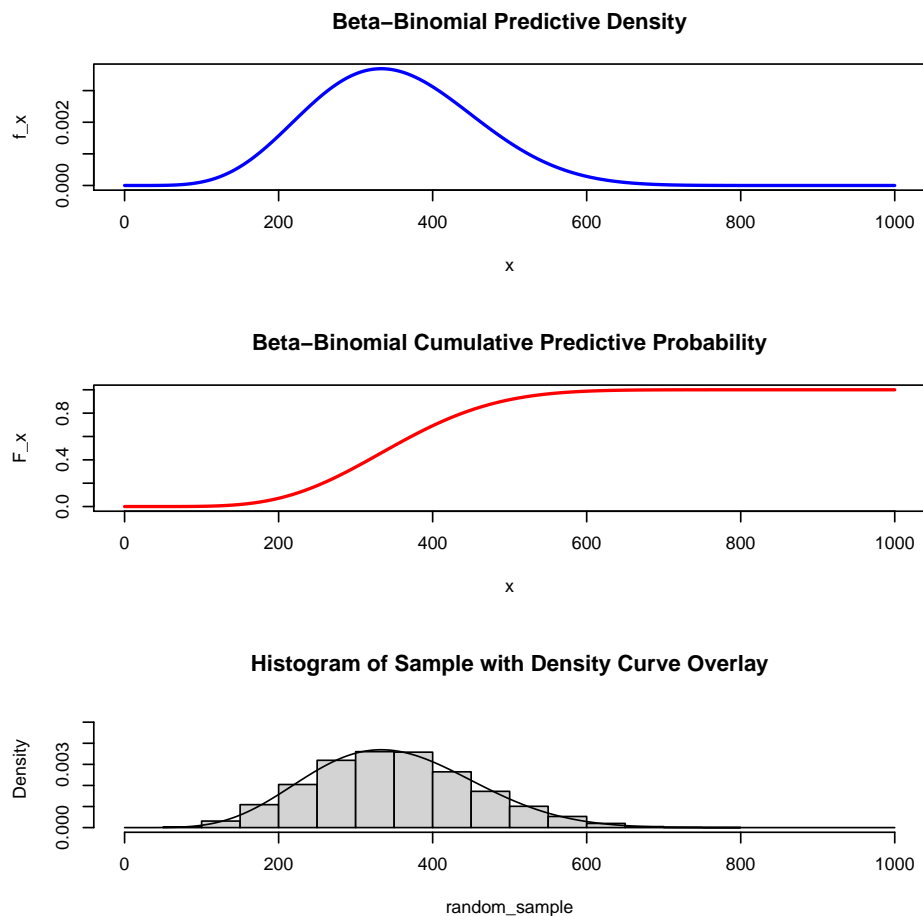 Beta−Binomial Predictive Density
f_x
0.000 0.002
0 200 400 600 800 1000
x
Beta−Binomial Cumulative Predictive Probability
F_x
0.0 0.4 0.8
0 200 400 600 800 1000
x
Histogram of Sample with Density Curve Overlay
Density
0.000 0.003
0 200 400 600 800 1000
random_sample